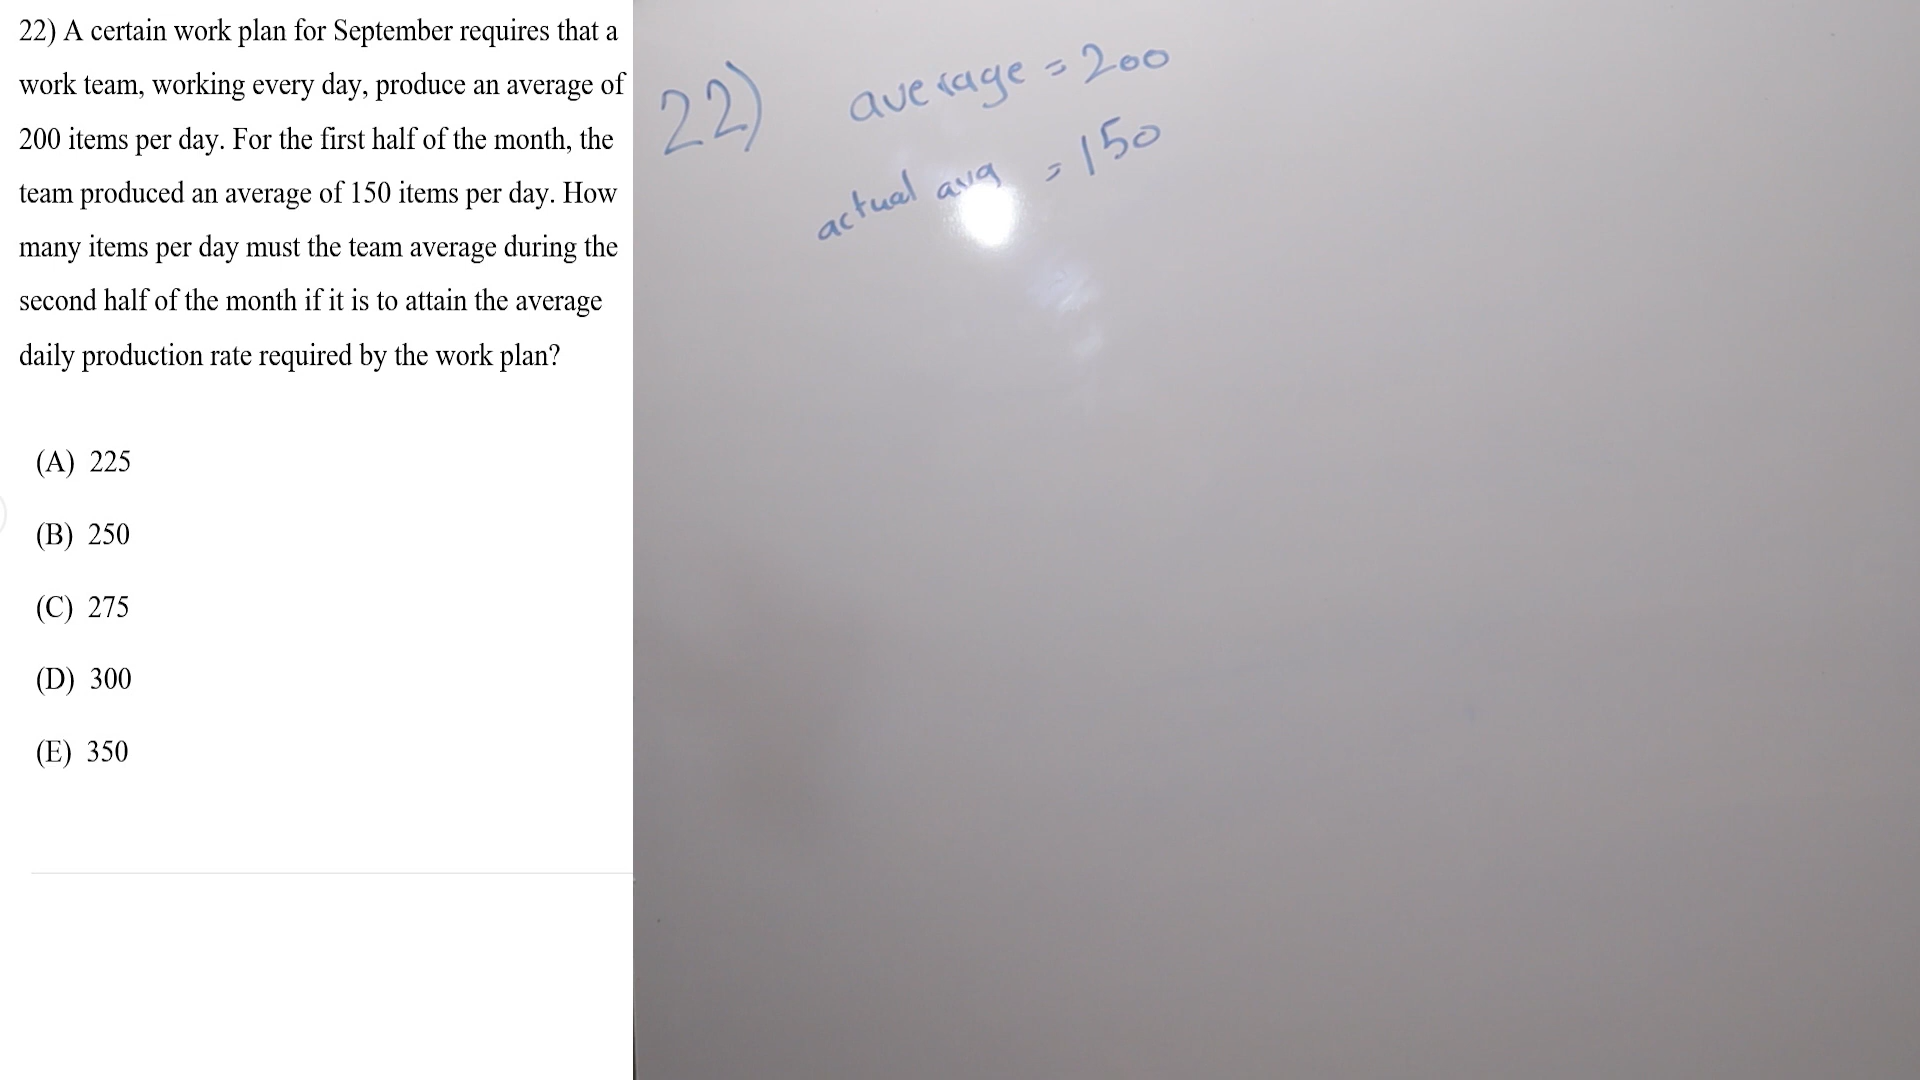 22) A certain work plan for September requires that a
work team, working every day, produce an average of
200 items per day. For the first half of the month, the
team produced an average of 150 items per day. How
many items per day must the team average during the
second half of the month if it is to attain the average
daily production rate required by the work plan?
(A) 225
(B) 250
(C) 275
(D) 300
(E) 350
22) average = 200
actual avg = 150